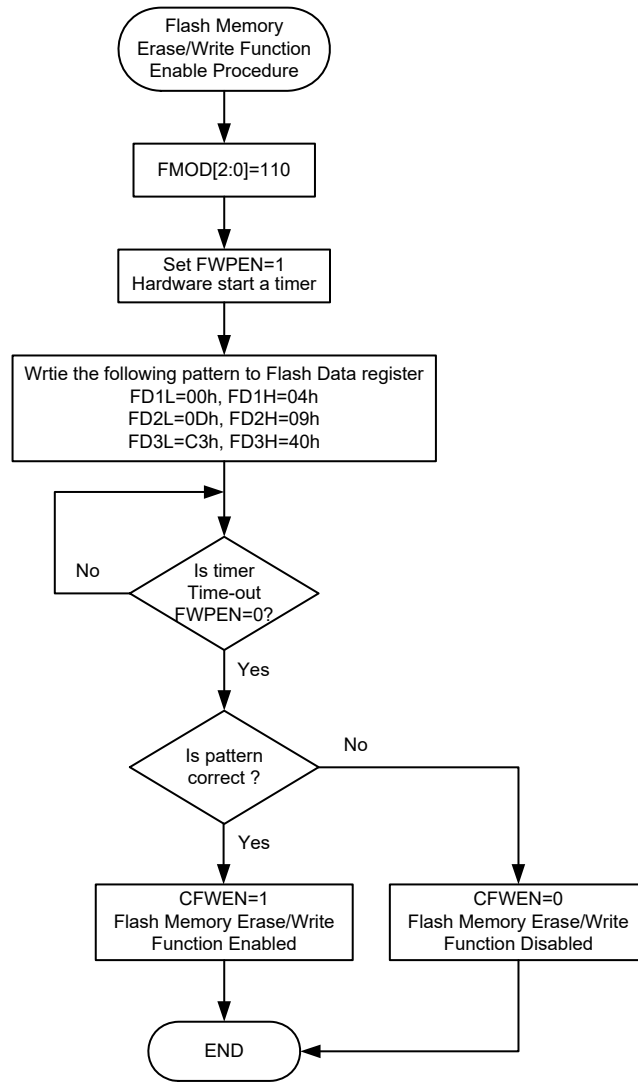 Flash Memory
Erase/Write Function
Enable Procedure
FMOD[2:0]=110
Set FWPEN=1
Hardware start a timer
Wrtie the following pattern to Flash Data register
FD1L=00h, FD1H=04h
FD2L=0Dh, FD2H=09h
FD3L=C3h, FD3H=40h
No
Is timer
Time-out
FWPEN=0?
Yes
Is pattern
correct ?
No
Yes
CFWEN=1
Flash Memory Erase/Write
Function Enabled
CFWEN=0
Flash Memory Erase/Write
Function Disabled
END